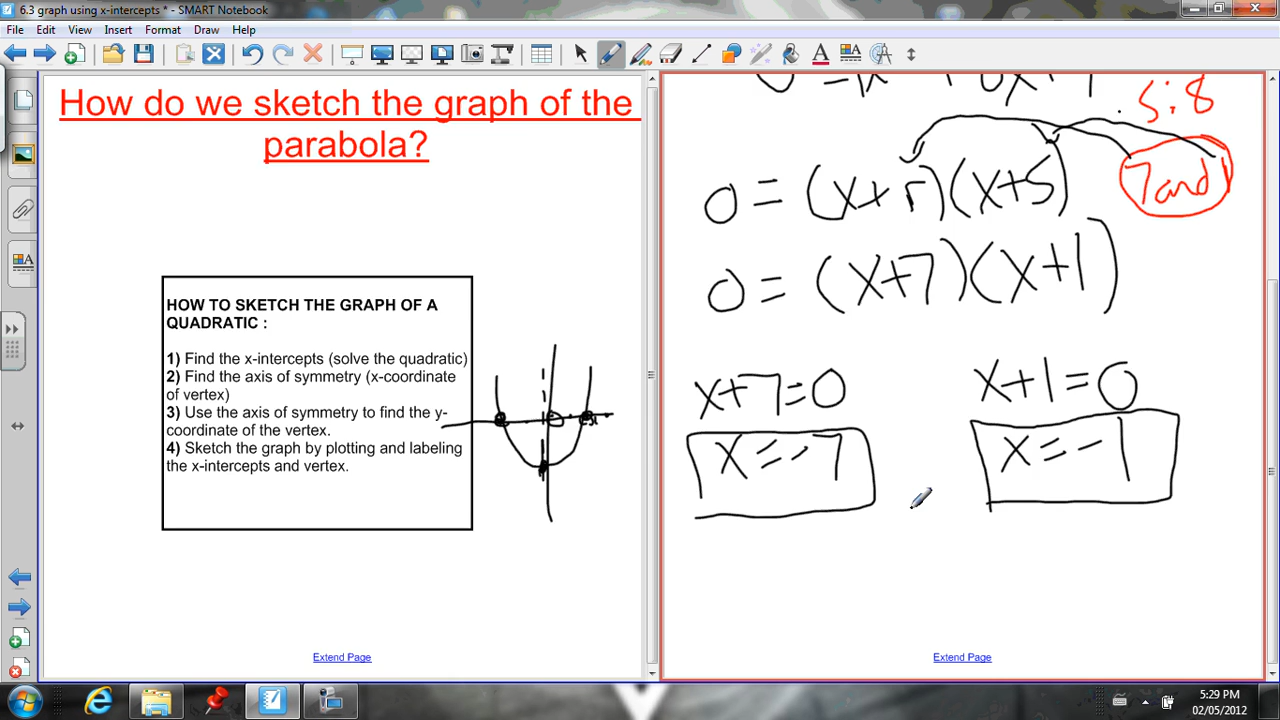 6.3 graph using x-intercepts * - SMART Notebook
File Edit View Insert Format Draw Help
How do we sketch the graph of the
parabola?
HOW TO SKETCH THE GRAPH OF A
QUADRATIC :
1) Find the x-intercepts (solve the quadratic)
2) Find the axis of symmetry (x-coordinate
of vertex)
3) Use the axis of symmetry to find the y-
coordinate of the vertex.
4) Sketch the graph by plotting and labeling
the x-intercepts and vertex.
Extend Page
S: 8
7 and 1
0 = (x+r)(x+s)
0 = (x+7)(x+1)
x+7=0 x+1=0
x=-7 x=-1
Extend Page
5:29 PM
02/05/2012